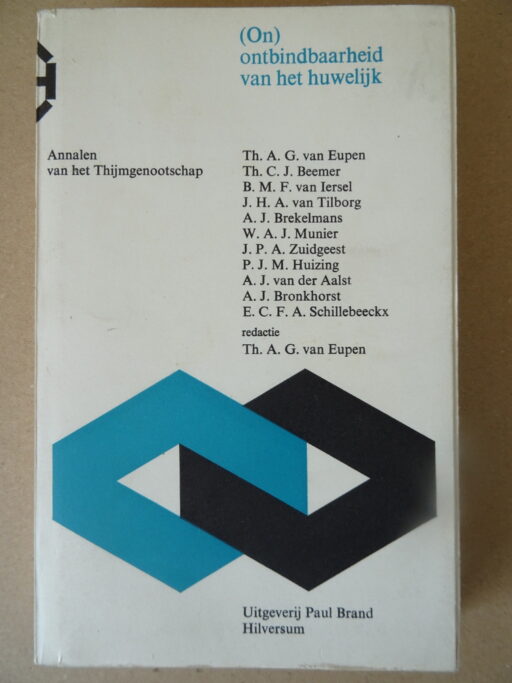 (On)
ontbindbaarheid
van het huwelijk
Annalen
van het Thijmgenootschap
Th. A. G. van Eupen
Th. C. J. Beemer
B. M. F. van Iersel
J. H. A. van Tilborg
A. J. Brekelmans
W. A. J. Munier
J. P. A. Zuidgeest
P. J. M. Huizing
A. J. van der Aalst
A. J. Bronkhorst
E. C. F. A. Schillebeeckx
redactie
Th. A. G. van Eupen
Uitgeverij Paul Brand
Hilversum